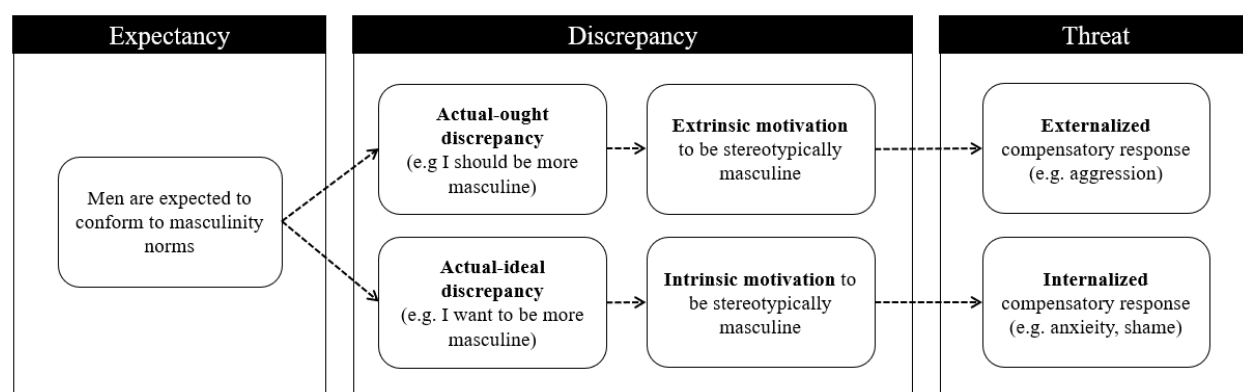 Expectancy
Discrepancy
Threat
Men are expected to
conform to masculinity
norms
Actual-ought
discrepancy
(e.g I should be more
masculine)
Extrinsic motivation
to be stereotypically
masculine
Externalized
compensatory response
(e.g. aggression)
Actual-ideal
discrepancy
(e.g. I want to be more
masculine)
Intrinsic motivation to
be stereotypically
masculine
Internalized
compensatory response
(e.g. anxieity, shame)